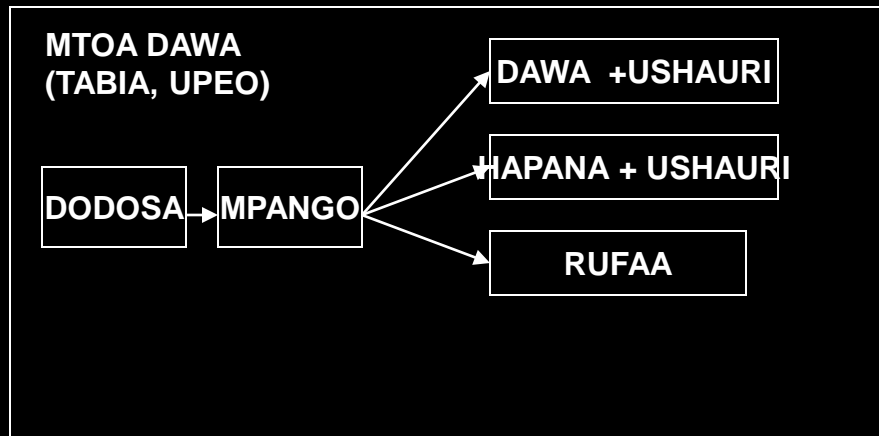 MTOA DAWA
(TABIA, UPEO)
DAWA +USHAURI
HAPANA + USHAURI
DODOSA
MPANGO
RUFAA